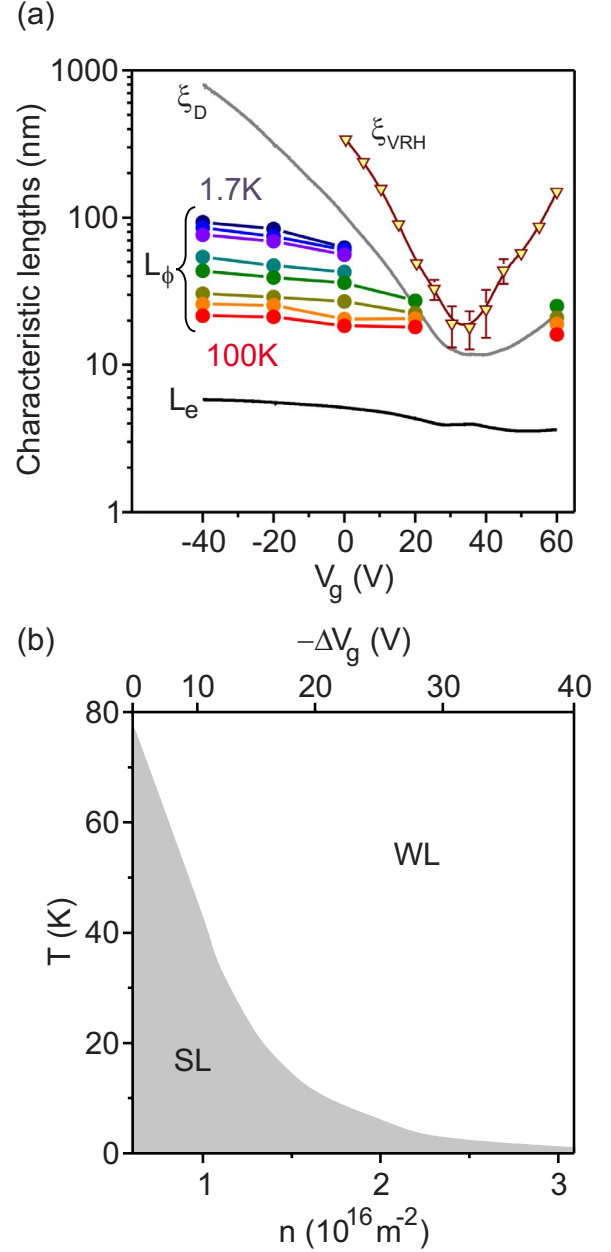 (a)
1000
100
10
1
Characteristic lengths (nm)
ξD
ξVRH
1.7K
Lϕ
100K
Le
-40 -20 0 20 40 60
Vg (V)
(b)
−ΔVg (V)
0 10 20 30 40
80
60
40
20
0
T (K)
WL
SL
1 2 3
n (10^16 m^-2)